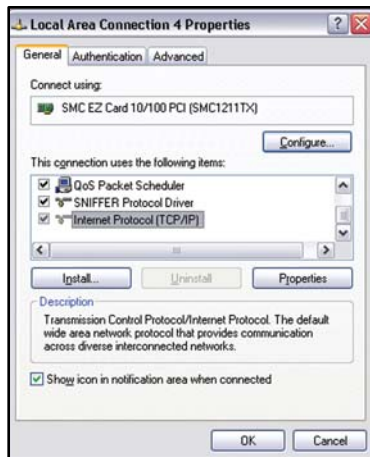 Local Area Connection 4 Properties
General Authentication Advanced
Connect using:
SMC EZ Card 10/100 PCI (SMC1211TX)
Configure...
This connection uses the following items:
QoS Packet Scheduler
SNIFFER Protocol Driver
Internet Protocol (TCP/IP)
Install... Uninstall Properties
Description
Transmission Control Protocol/Internet Protocol. The default
wide area network protocol that provides communication
across diverse interconnected networks.
Show icon in notification area when connected
OK Cancel